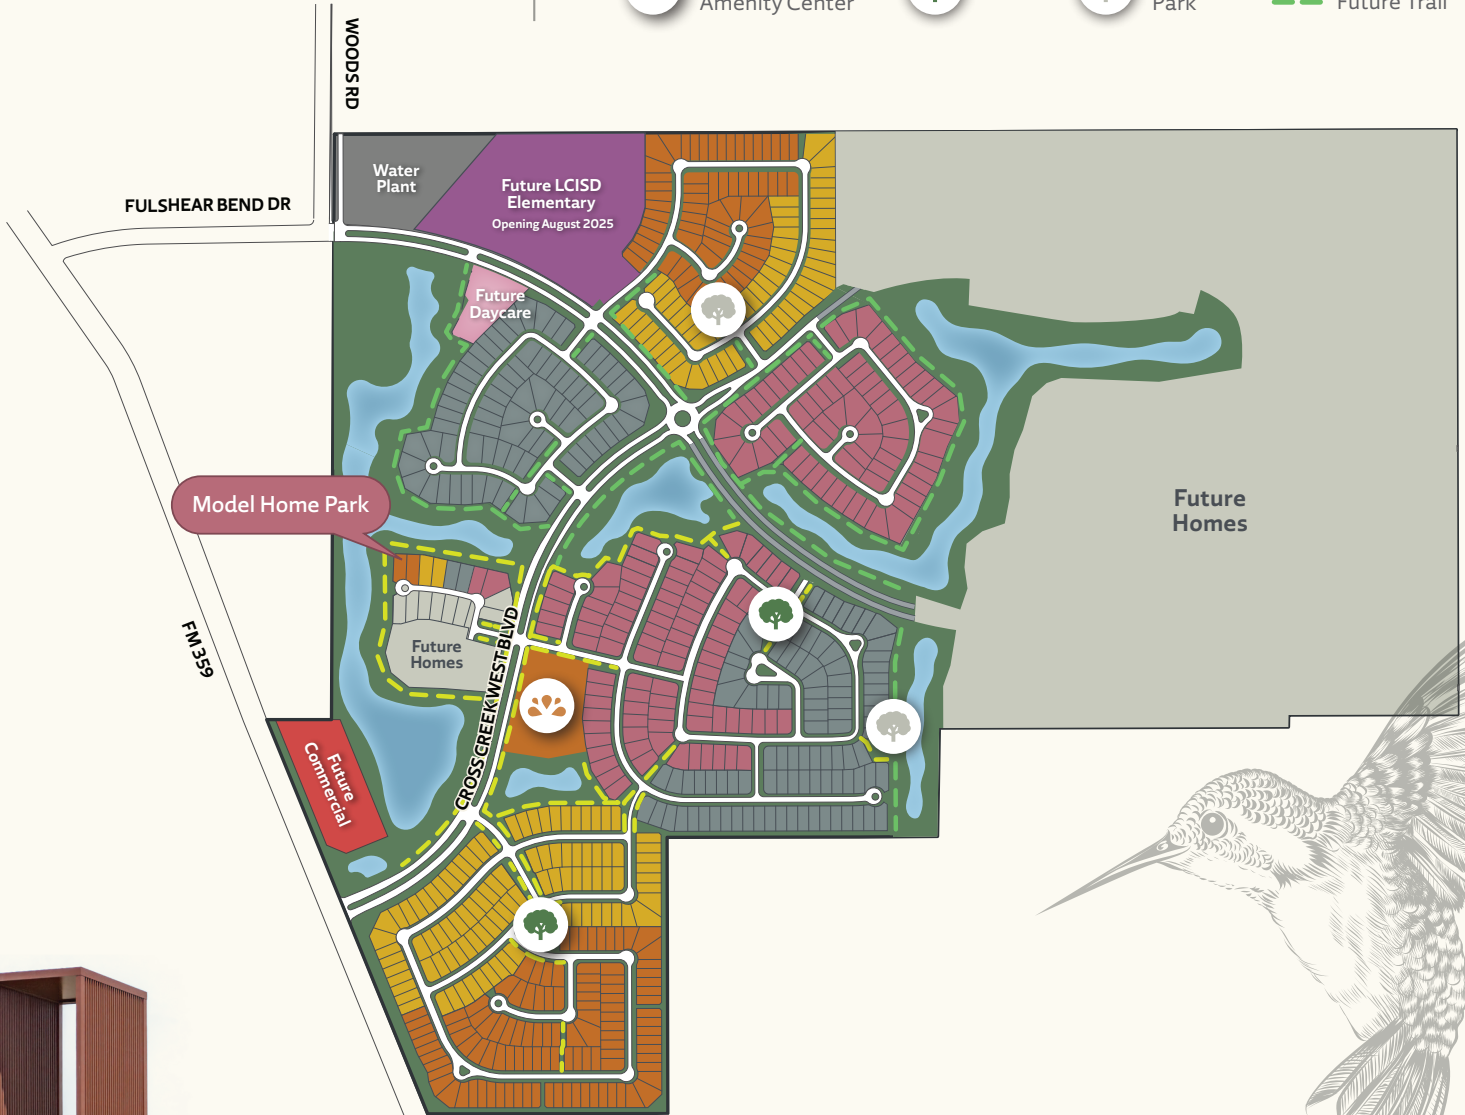 Amenity Center
Park
Future Trail
WOODS RD
Water
Plant
Future LCISD
Elementary
Opening August 2025
FULSHEAR BEND DR
Future
Daycare
Model Home Park
Future
Homes
FM 359
Future
Homes
CROSS CREEK WEST BLVD
Future
Commercial